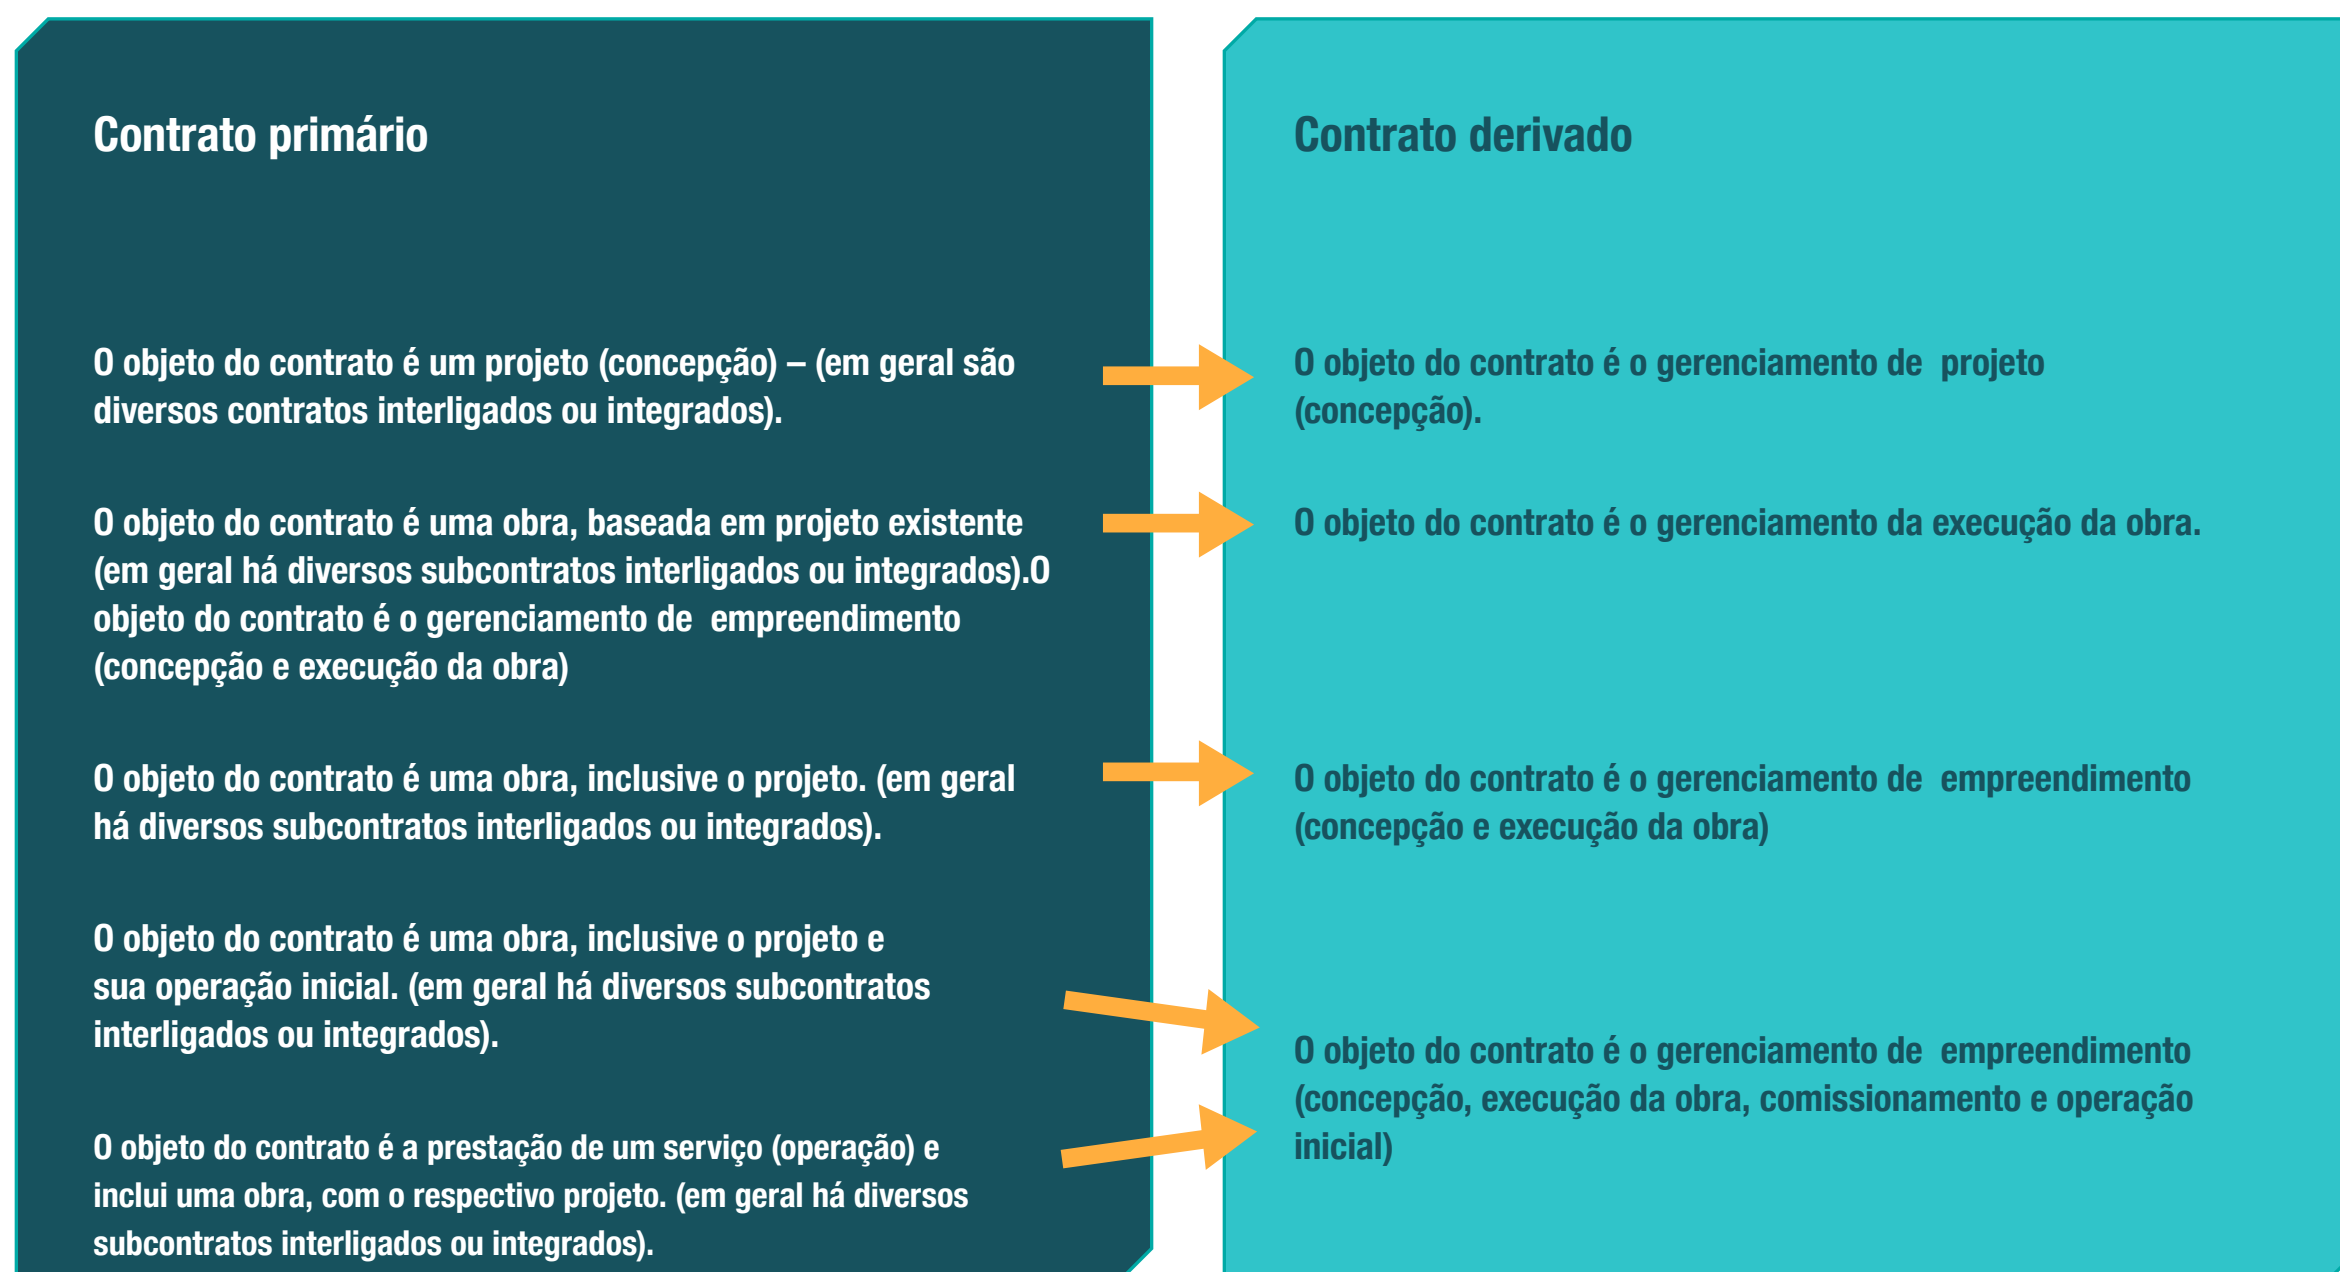 Contrato primário
O objeto do contrato é um projeto (concepção) – (em geral são
diversos contratos interligados ou integrados).
O objeto do contrato é uma obra, baseada em projeto existente
(em geral há diversos subcontratos interligados ou integrados).O
objeto do contrato é o gerenciamento de  empreendimento
(concepção e execução da obra)
O objeto do contrato é uma obra, inclusive o projeto. (em geral
há diversos subcontratos interligados ou integrados).
O objeto do contrato é uma obra, inclusive o projeto e
sua operação inicial. (em geral há diversos subcontratos
interligados ou integrados).
O objeto do contrato é a prestação de um serviço (operação) e
inclui uma obra, com o respectivo projeto. (em geral há diversos
subcontratos interligados ou integrados).
Contrato derivado
O objeto do contrato é o gerenciamento de  projeto
(concepção).
O objeto do contrato é o gerenciamento da execução da obra.
O objeto do contrato é o gerenciamento de  empreendimento
(concepção e execução da obra)
O objeto do contrato é o gerenciamento de  empreendimento
(concepção, execução da obra, comissionamento e operação
inicial)